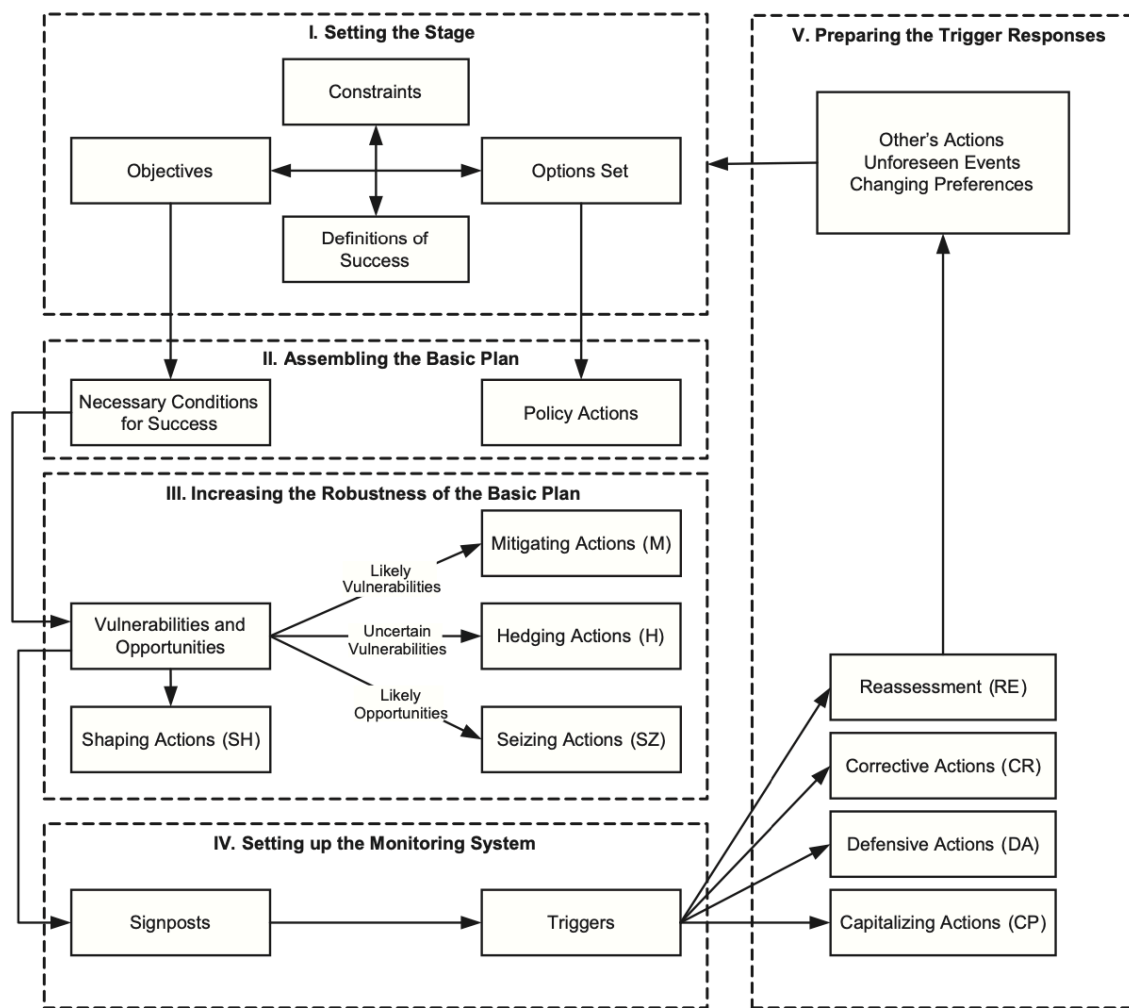 I. Setting the Stage
Constraints
Objectives
Options Set
Definitions of
Success
II. Assembling the Basic Plan
Necessary Conditions
for Success
Policy Actions
III. Increasing the Robustness of the Basic Plan
Mitigating Actions (M)
Likely
Vulnerabilities
Vulnerabilities and
Opportunities
Uncertain
Vulnerabilities
Hedging Actions (H)
Likely
Opportunities
Shaping Actions (SH)
Seizing Actions (SZ)
IV. Setting up the Monitoring System
Signposts
Triggers
V. Preparing the Trigger Responses
Other's Actions
Unforeseen Events
Changing Preferences
Reassessment (RE)
Corrective Actions (CR)
Defensive Actions (DA)
Capitalizing Actions (CP)